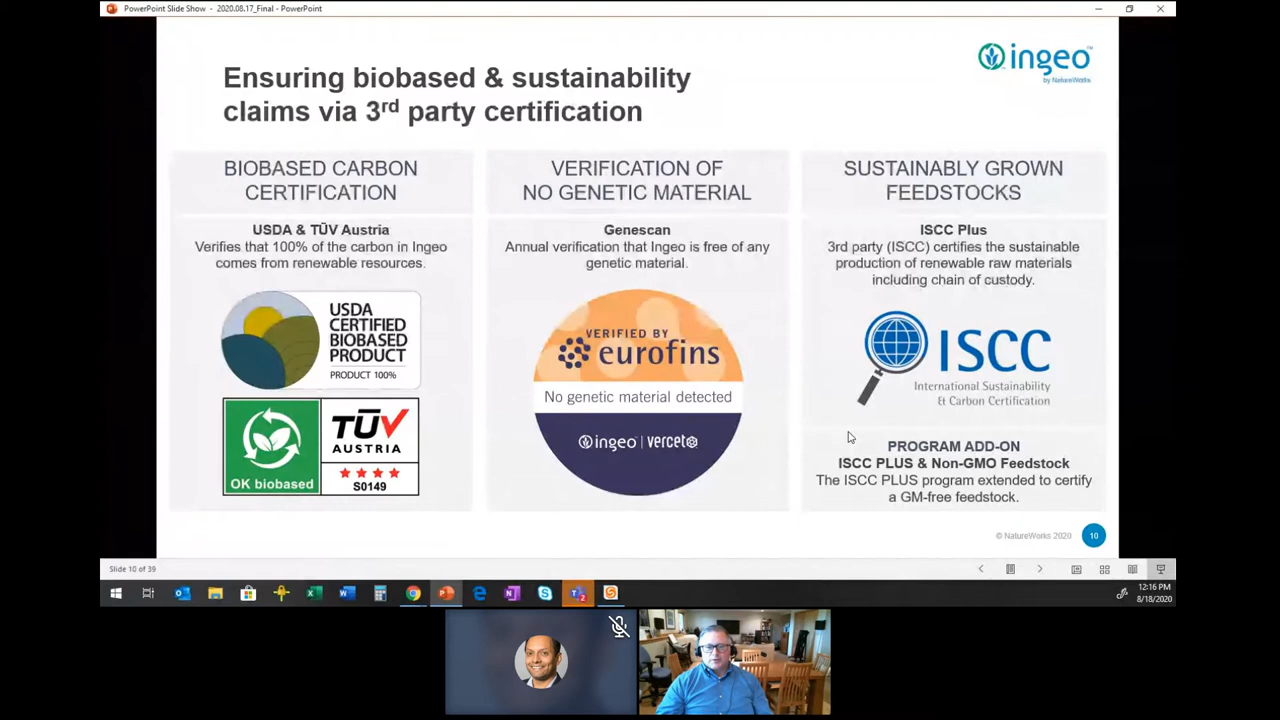 PowerPoint Slide Show - 2020.08.17_Final - PowerPoint
ingeo™
by NatureWorks
Ensuring biobased & sustainability
claims via 3rd party certification
BIOBASED CARBON
CERTIFICATION
USDA & TŪV Austria
Verifies that 100% of the carbon in Ingeo
comes from renewable resources.
USDA
CERTIFIED
BIOBASED
PRODUCT
PRODUCT 100%
OK biobased
TŪV
AUSTRIA
S0149
VERIFICATION OF
NO GENETIC MATERIAL
Genescan
Annual verification that Ingeo is free of any
genetic material.
VERIFIED BY
eurofins
No genetic material detected
ingeo | verceto
SUSTAINABLY GROWN
FEEDSTOCKS
ISCC Plus
3rd party (ISCC) certifies the sustainable
production of renewable raw materials
including chain of custody.
ISCC
International Sustainability
& Carbon Certification
PROGRAM ADD-ON
ISCC PLUS & Non-GMO Feedstock
The ISCC PLUS program extended to certify
a GM-free feedstock.
© NatureWorks 2020
10
Slide 10 of 39
12:16 PM
8/18/2020